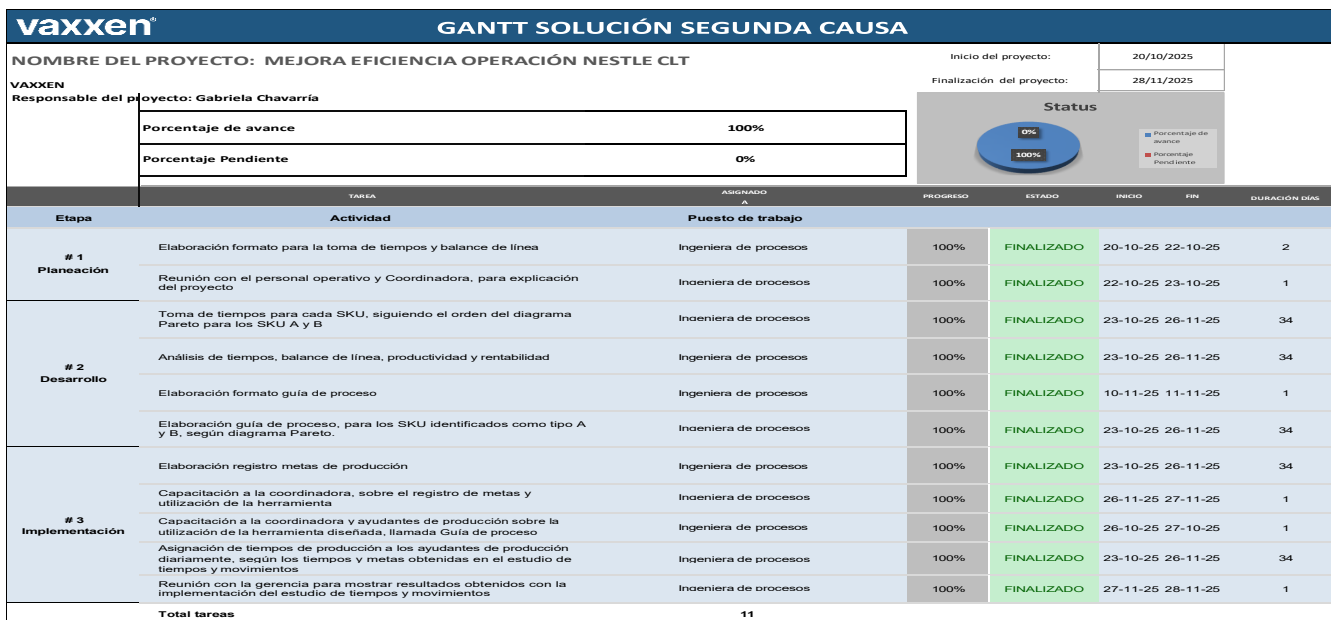 vaxxen®
GANTT SOLUCIÓN SEGUNDA CAUSA
NOMBRE DEL PROYECTO: MEJORA EFICIENCIA OPERACIÓN NESTLE CLT
Inicio del proyecto: 20/10/2025
VAXXEN
Finalización del proyecto: 28/11/2025
Responsable del proyecto: Gabriela Chavarría
Status
Porcentaje de avance 100%
Porcentaje Pendiente 0%
0%
100%
Porcentaje de
avance
Porcentaje
Pendiente
TAREA ASIGNADO
A
PROGRESO ESTADO INICIO FIN DURACIÓN DÍAS
Etapa Actividad Puesto de trabajo
# 1
Planeación
Elaboración formato para la toma de tiempos y balance de línea Ingeniera de procesos 100% FINALIZADO 20-10-25 22-10-25 2
Reunión con el personal operativo y Coordinadora, para explicación
del proyecto Ingeniera de procesos 100% FINALIZADO 22-10-25 23-10-25 1
# 2
Desarrollo
Toma de tiempos para cada SKU, siguiendo el orden del diagrama
Pareto para los SKU A y B Ingeniera de procesos 100% FINALIZADO 23-10-25 26-11-25 34
Análisis de tiempos, balance de línea, productividad y rentabilidad Ingeniera de procesos 100% FINALIZADO 23-10-25 26-11-25 34
Elaboración formato guía de proceso Ingeniera de procesos 100% FINALIZADO 10-11-25 11-11-25 1
Elaboración guía de proceso, para los SKU identificados como tipo A
y B, según diagrama Pareto. Ingeniera de procesos 100% FINALIZADO 23-10-25 26-11-25 34
# 3
Implementación
Elaboración registro metas de producción Ingeniera de procesos 100% FINALIZADO 23-10-25 26-11-25 34
Capacitación a la coordinadora, sobre el registro de metas y
utilización de la herramienta Ingeniera de procesos 100% FINALIZADO 26-11-25 27-11-25 1
Capacitación a la coordinadora y ayudantes de producción sobre la
utilización de la herramienta diseñada, llamada Guía de proceso Ingeniera de procesos 100% FINALIZADO 26-10-25 27-10-25 1
Asignación de tiempos de producción a los ayudantes de producción
diariamente, según los tiempos y metas obtenidas en el estudio de
tiempos y movimientos Ingeniera de procesos 100% FINALIZADO 23-10-25 26-11-25 34
Reunión con la gerencia para mostrar resultados obtenidos con la
implementación del estudio de tiempos y movimientos Ingeniera de procesos 100% FINALIZADO 27-11-25 28-11-25 1
Total tareas 11